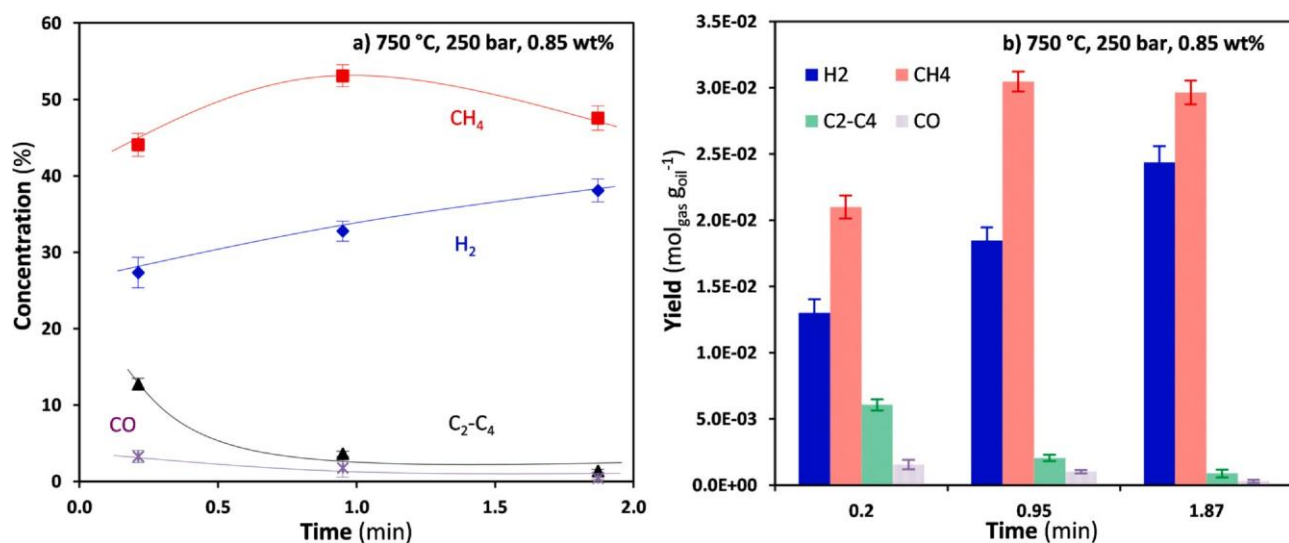 a) 750 °C, 250 bar, 0.85 wt%
Concentration (%)
60
50
40
30
20
10
0
CH₄
H₂
CO
C₂-C₄
0.0
0.5
1.0
1.5
2.0
Time (min)
b) 750 °C, 250 bar, 0.85 wt%
H2
CH4
C2-C4
CO
Yield (mol_gas g_oil⁻¹)
3.5E-02
3.0E-02
2.5E-02
2.0E-02
1.5E-02
1.0E-02
5.0E-03
0.0E+00
0.2
0.95
1.87
Time (min)